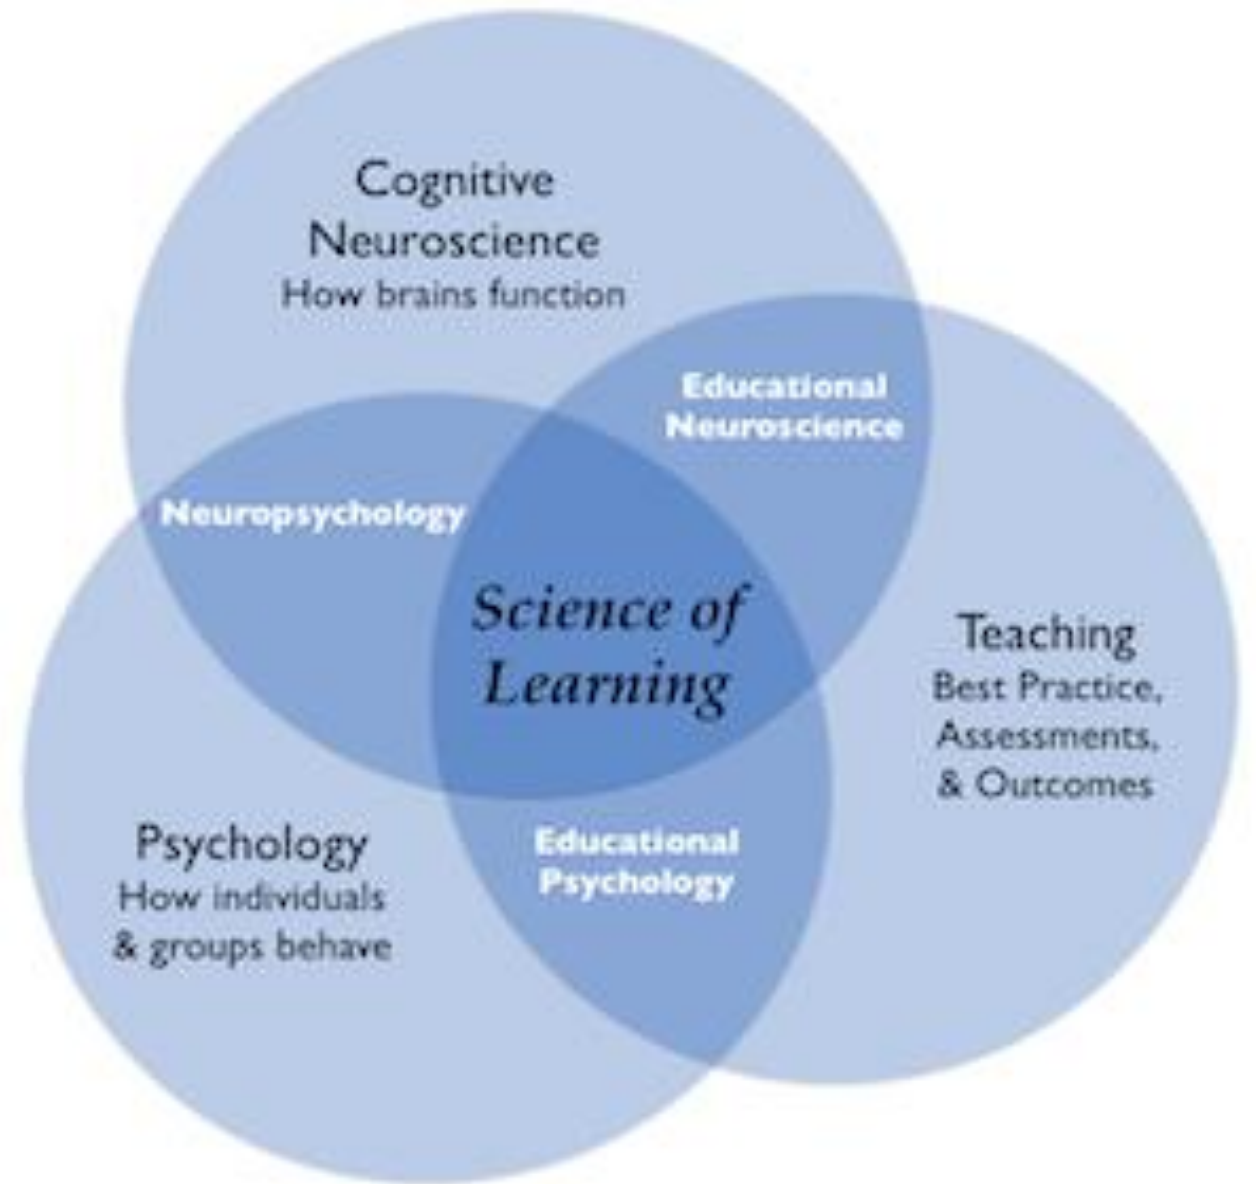 Cognitive
Neuroscience
How brains function
Educational
Neuroscience
Neuropsychology
Science of
Learning
Teaching
Best Practice,
Assessments,
& Outcomes
Psychology
How individuals
& groups behave
Educational
Psychology